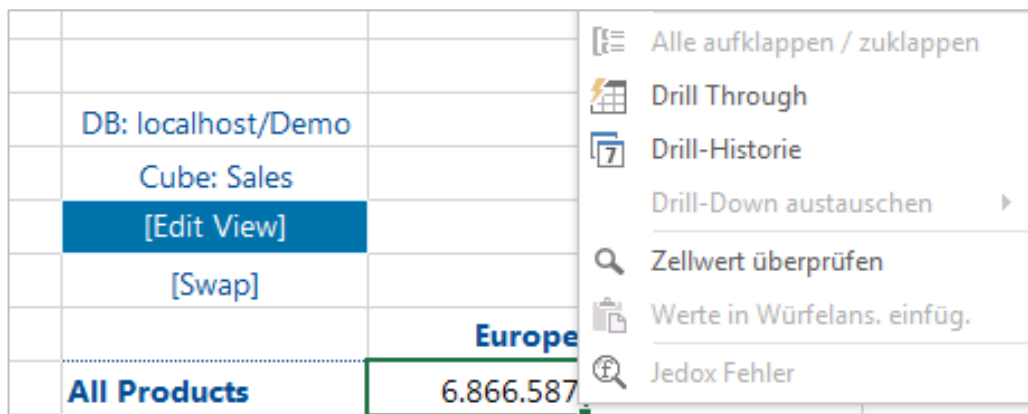 DB: localhost/Demo
Cube: Sales
[Edit View]
[Swap]
Europe
All Products 6.866.587
Alle aufklappen / zuklappen
Drill Through
7 Drill-Historie
Drill-Down austauschen
Zellwert überprüfen
Werte in Würfelans. einfüg.
Jedox Fehler